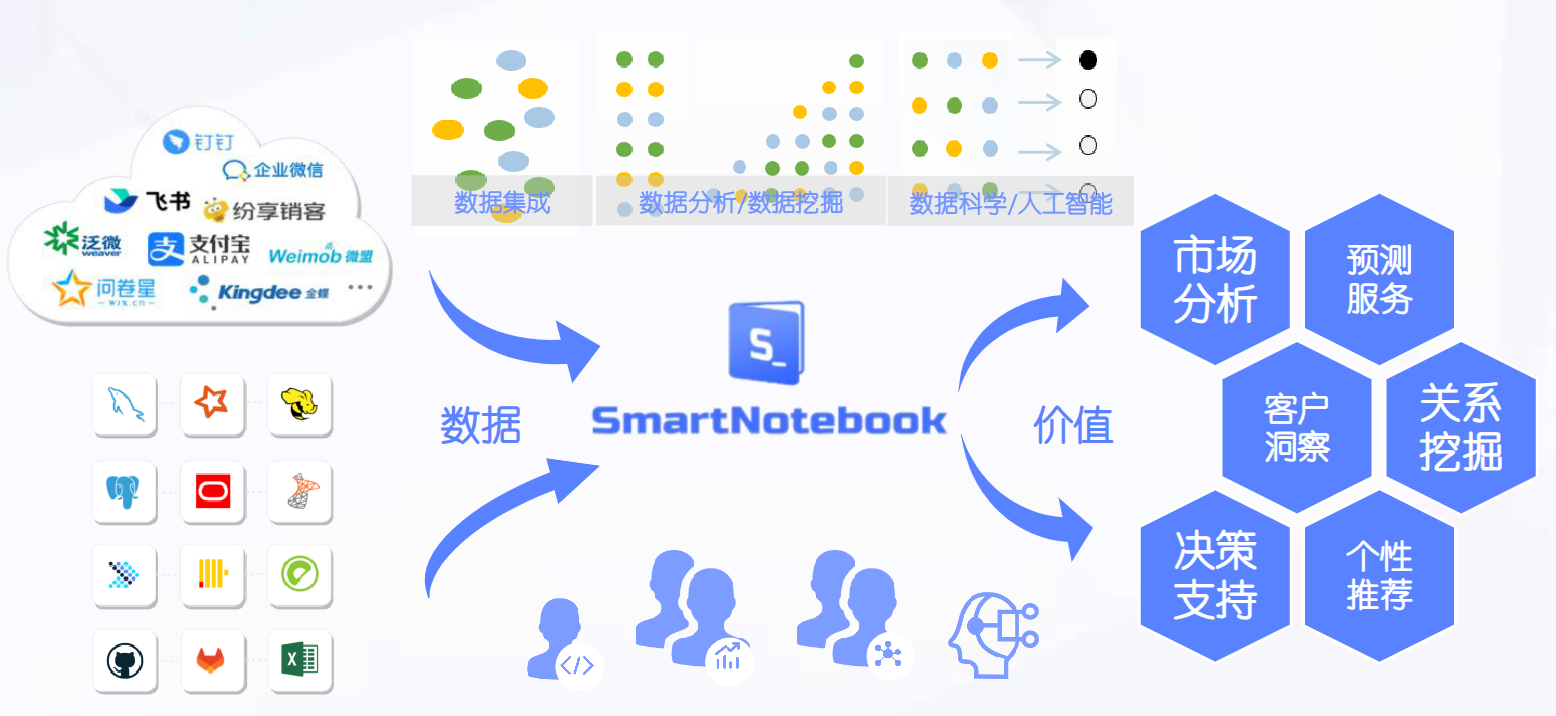 钉钉
企业微信
飞书
纷享销客
泛微
weaver
支
支付宝
ALIPAY
Weimob 微盟
问卷星
—wjx.cn—
Kingdee 金蝶
...
数据集成
数据分析/数据挖掘
数据科学/人工智能
S_
SmartNotebook
数据
价值
市场
分析
预测
服务
客户
洞察
关系
挖掘
决策
支持
个性
推荐
X
</>